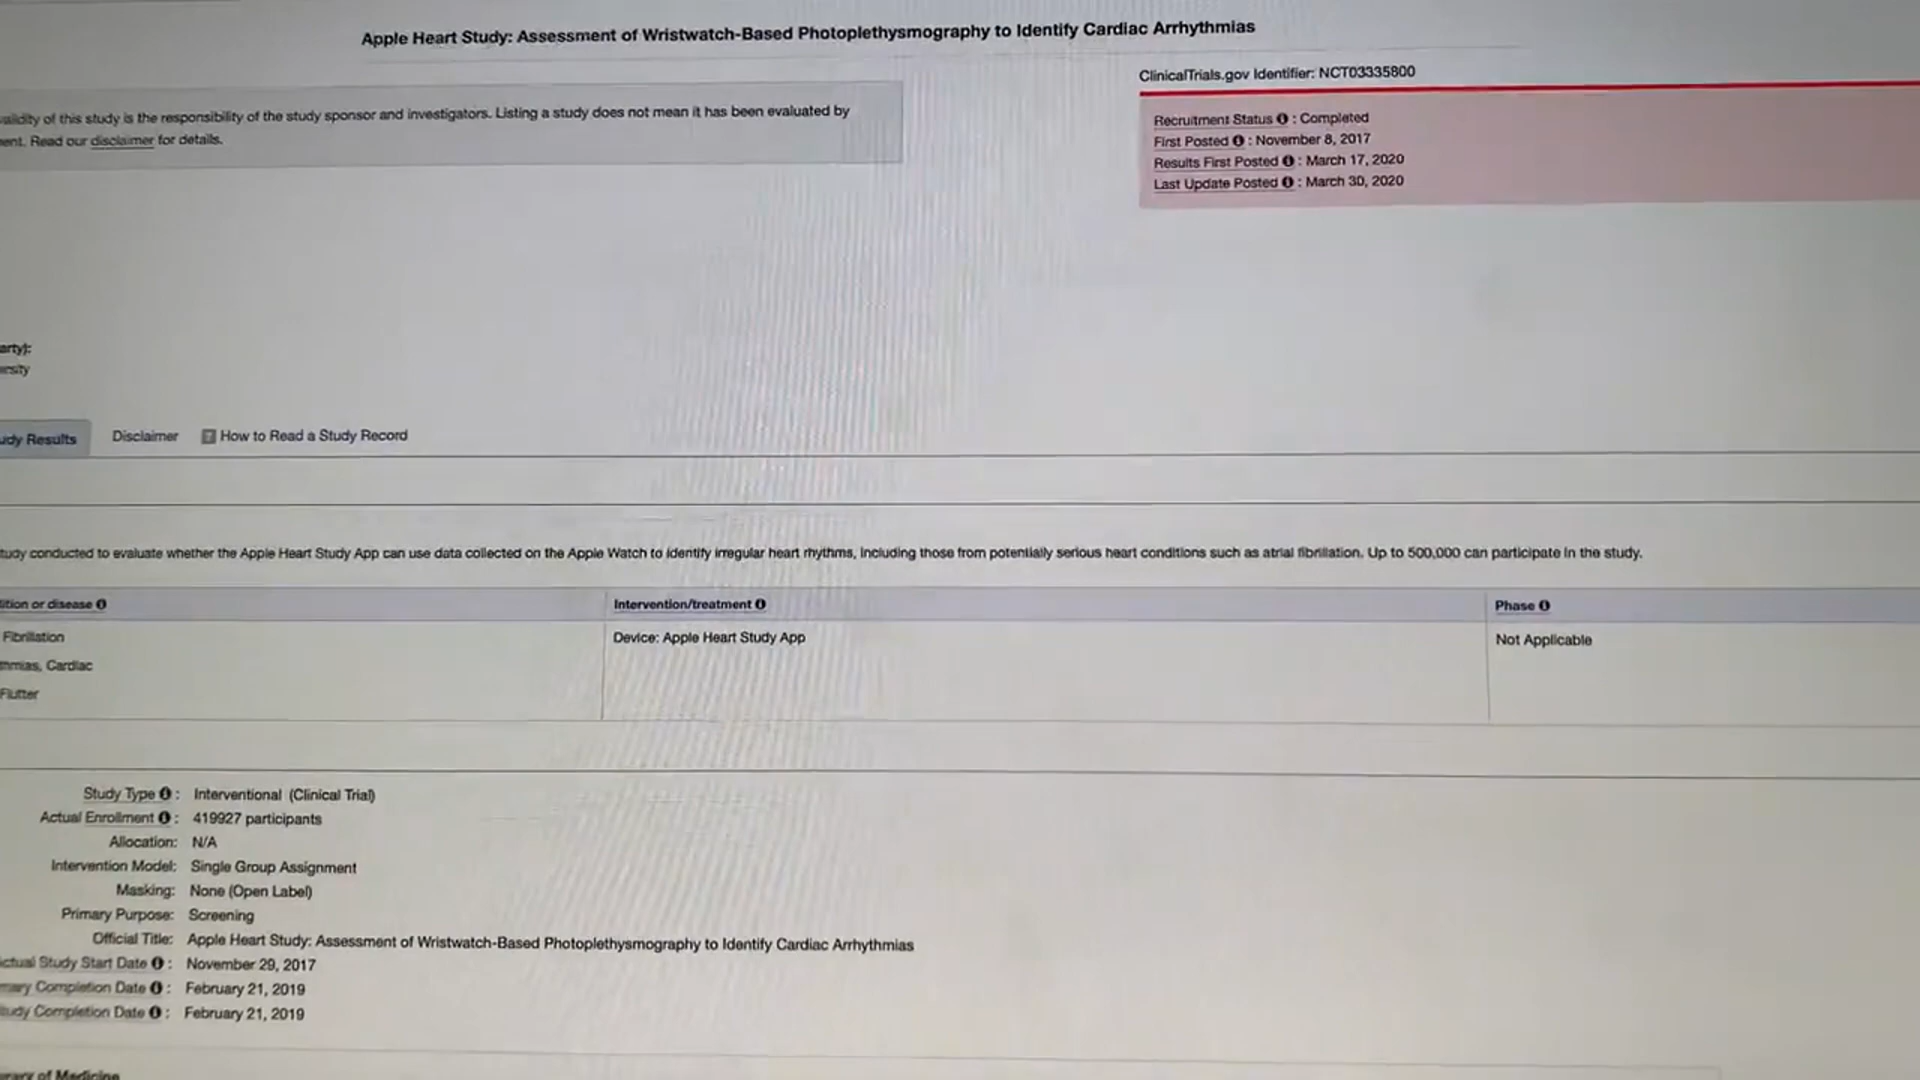 Apple Heart Study: Assessment of Wristwatch-Based Photoplethysmography to Identify Cardiac Arrhythmias
ClinicalTrials.gov Identifier: NCT03335800
validity of this study is the responsibility of the study sponsor and investigators. Listing a study does not mean it has been evaluated by
Read our disclaimer for details.
Recruitment Status : Completed
First Posted : November 8, 2017
Results First Posted : March 17, 2020
Last Update Posted : March 30, 2020
arty):
ersity
udy Results
Disclaimer
How to Read a Study Record
tudy conducted to evaluate whether the Apple Heart Study App can use data collected on the Apple Watch to identify irregular heart rhythms, including those from potentially serious heart conditions such as atrial fibrillation. Up to 500,000 can participate in the study.
ition or disease
Intervention/treatment
Phase
Fibrillation
thmias, Cardiac
Flutter
Device: Apple Heart Study App
Not Applicable
Study Type : Interventional (Clinical Trial)
Actual Enrollment : 419927 participants
Allocation: N/A
Intervention Model: Single Group Assignment
Masking: None (Open Label)
Primary Purpose: Screening
Official Title: Apple Heart Study: Assessment of Wristwatch-Based Photoplethysmography to Identify Cardiac Arrhythmias
ctual Study Start Date : November 29, 2017
mary Completion Date : February 21, 2019
tudy Completion Date : February 21, 2019
rary of Medicine